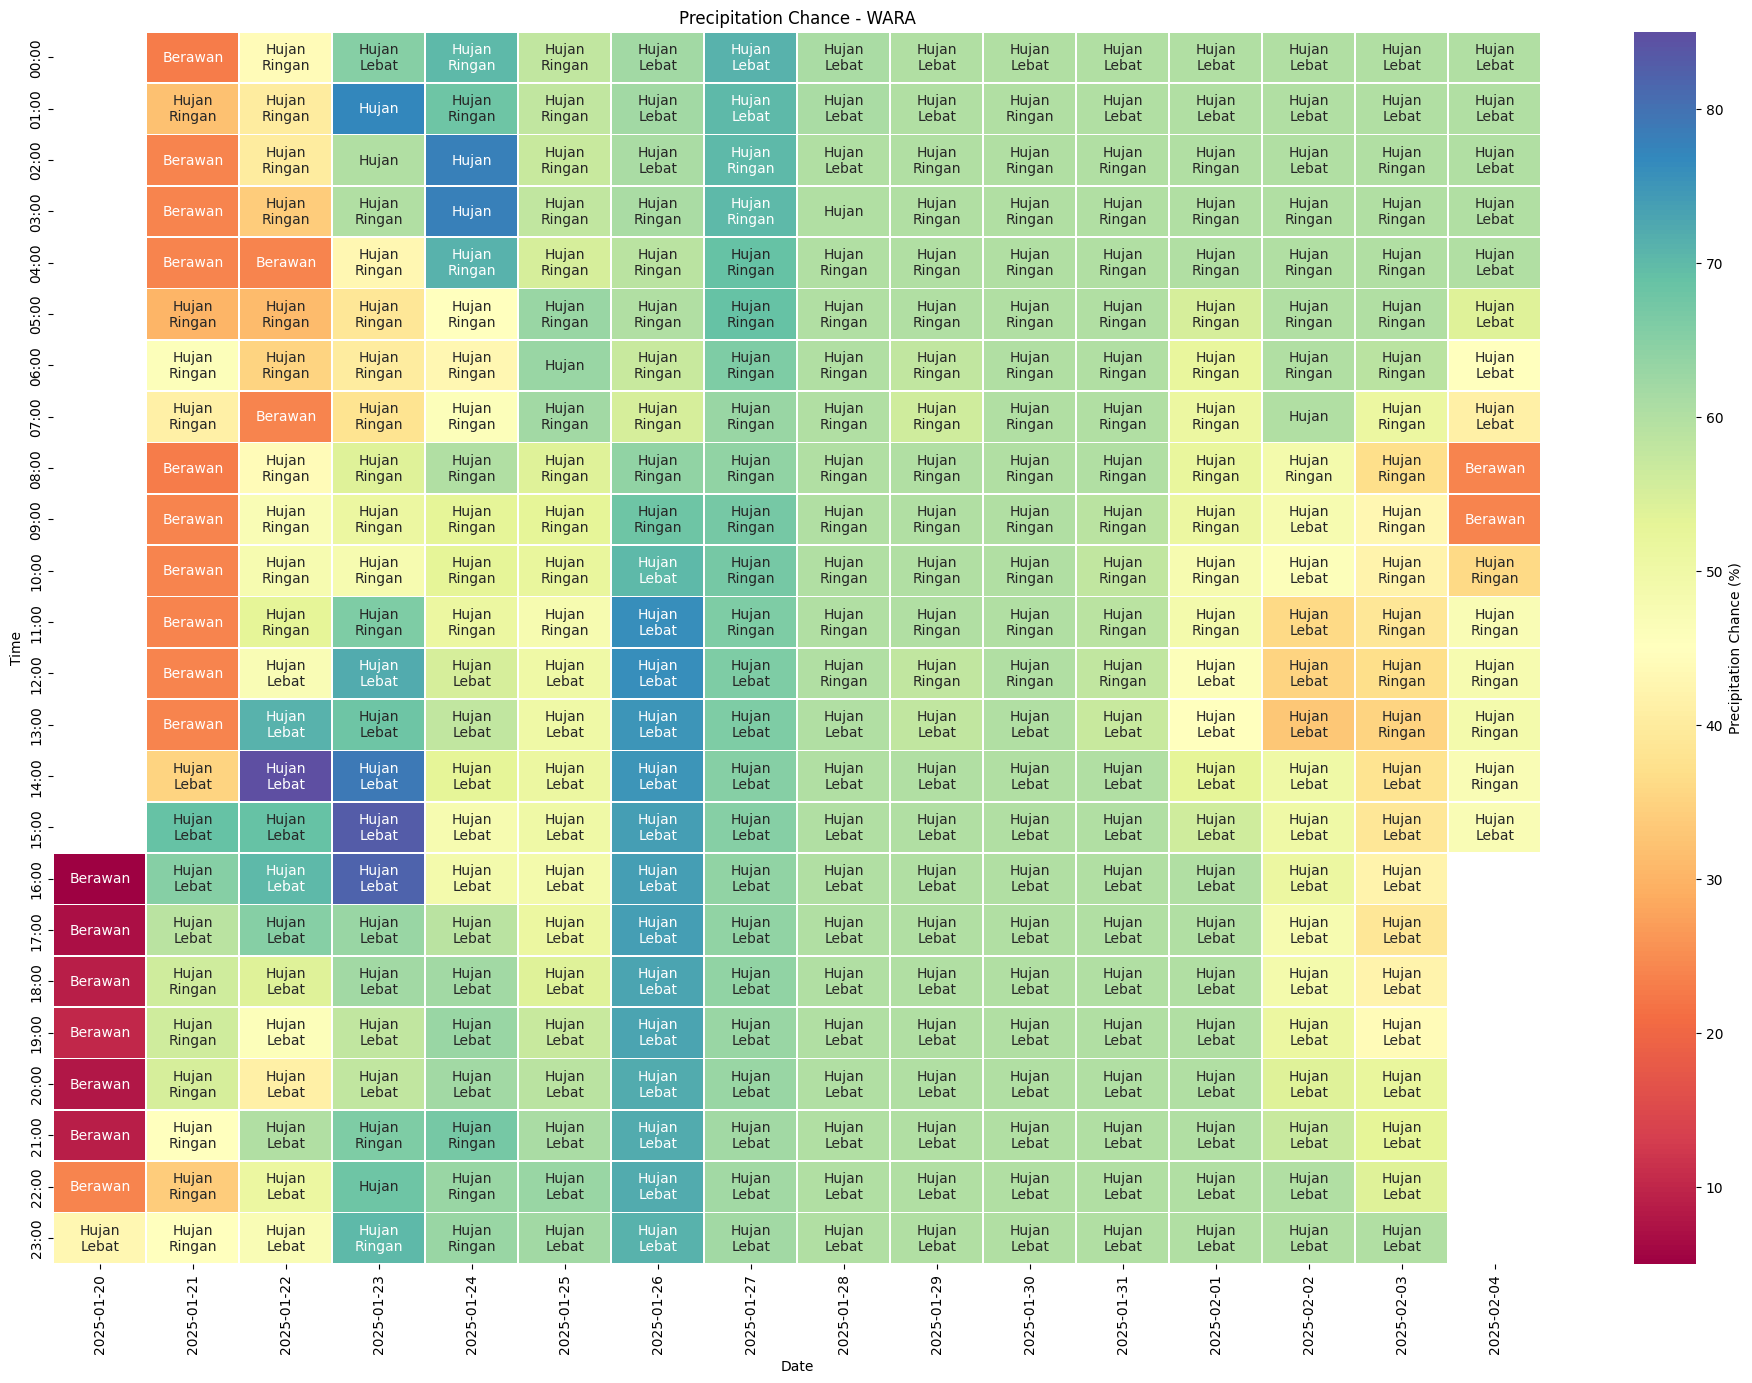 Precipitation Chance - WARA
00:00 Berawan Hujan Ringan Hujan Lebat Hujan Ringan Hujan Ringan Hujan Lebat Hujan Lebat Hujan Lebat Hujan Lebat Hujan Lebat Hujan Lebat Hujan Lebat Hujan Lebat Hujan Lebat Hujan Lebat
01:00 Hujan Ringan Hujan Ringan Hujan Hujan Ringan Hujan Ringan Hujan Lebat Hujan Lebat Hujan Lebat Hujan Lebat Hujan Ringan Hujan Lebat Hujan Lebat Hujan Lebat Hujan Lebat Hujan Lebat
02:00 Berawan Hujan Ringan Hujan Hujan Hujan Ringan Hujan Lebat Hujan Ringan Hujan Lebat Hujan Ringan Hujan Ringan Hujan Ringan Hujan Ringan Hujan Lebat Hujan Ringan Hujan Lebat
03:00 Berawan Hujan Ringan Hujan Ringan Hujan Hujan Ringan Hujan Ringan Hujan Ringan Hujan Hujan Ringan Hujan Ringan Hujan Ringan Hujan Ringan Hujan Ringan Hujan Ringan Hujan Lebat
04:00 Berawan Berawan Hujan Ringan Hujan Ringan Hujan Ringan Hujan Ringan Hujan Ringan Hujan Ringan Hujan Ringan Hujan Ringan Hujan Ringan Hujan Ringan Hujan Ringan Hujan Ringan Hujan Lebat
05:00 Hujan Ringan Hujan Ringan Hujan Ringan Hujan Ringan Hujan Ringan Hujan Ringan Hujan Ringan Hujan Ringan Hujan Ringan Hujan Ringan Hujan Ringan Hujan Ringan Hujan Ringan Hujan Ringan Hujan Lebat
06:00 Hujan Ringan Hujan Ringan Hujan Ringan Hujan Ringan Hujan Hujan Ringan Hujan Ringan Hujan Ringan Hujan Ringan Hujan Ringan Hujan Ringan Hujan Ringan Hujan Ringan Hujan Ringan Hujan Lebat
07:00 Hujan Ringan Berawan Hujan Ringan Hujan Ringan Hujan Ringan Hujan Ringan Hujan Ringan Hujan Ringan Hujan Ringan Hujan Ringan Hujan Ringan Hujan Ringan Hujan Hujan Ringan Hujan Lebat
08:00 Berawan Hujan Ringan Hujan Ringan Hujan Ringan Hujan Ringan Hujan Ringan Hujan Ringan Hujan Ringan Hujan Ringan Hujan Ringan Hujan Ringan Hujan Ringan Hujan Ringan Hujan Ringan Berawan
09:00 Berawan Hujan Ringan Hujan Ringan Hujan Ringan Hujan Ringan Hujan Ringan Hujan Ringan Hujan Ringan Hujan Ringan Hujan Ringan Hujan Ringan Hujan Ringan Hujan Lebat Hujan Ringan Berawan
10:00 Berawan Hujan Ringan Hujan Ringan Hujan Ringan Hujan Ringan Hujan Lebat Hujan Ringan Hujan Ringan Hujan Ringan Hujan Ringan Hujan Ringan Hujan Ringan Hujan Lebat Hujan Ringan Hujan Ringan
11:00 Berawan Hujan Ringan Hujan Ringan Hujan Ringan Hujan Ringan Hujan Lebat Hujan Ringan Hujan Ringan Hujan Ringan Hujan Ringan Hujan Ringan Hujan Ringan Hujan Lebat Hujan Ringan Hujan Ringan
12:00 Berawan Hujan Lebat Hujan Lebat Hujan Lebat Hujan Lebat Hujan Lebat Hujan Lebat Hujan Ringan Hujan Ringan Hujan Ringan Hujan Ringan Hujan Lebat Hujan Lebat Hujan Ringan Hujan Ringan
13:00 Berawan Hujan Lebat Hujan Lebat Hujan Lebat Hujan Lebat Hujan Lebat Hujan Lebat Hujan Lebat Hujan Lebat Hujan Lebat Hujan Lebat Hujan Lebat Hujan Lebat Hujan Ringan Hujan Ringan
14:00 Hujan Lebat Hujan Lebat Hujan Lebat Hujan Lebat Hujan Lebat Hujan Lebat Hujan Lebat Hujan Lebat Hujan Lebat Hujan Lebat Hujan Lebat Hujan Lebat Hujan Lebat Hujan Lebat Hujan Ringan
15:00 Hujan Lebat Hujan Lebat Hujan Lebat Hujan Lebat Hujan Lebat Hujan Lebat Hujan Lebat Hujan Lebat Hujan Lebat Hujan Lebat Hujan Lebat Hujan Lebat Hujan Lebat Hujan Lebat Hujan Lebat
16:00 Berawan Hujan Lebat Hujan Lebat Hujan Lebat Hujan Lebat Hujan Lebat Hujan Lebat Hujan Lebat Hujan Lebat Hujan Lebat Hujan Lebat Hujan Lebat Hujan Lebat Hujan Lebat Hujan Lebat
17:00 Berawan Hujan Lebat Hujan Lebat Hujan Lebat Hujan Lebat Hujan Lebat Hujan Lebat Hujan Lebat Hujan Lebat Hujan Lebat Hujan Lebat Hujan Lebat Hujan Lebat Hujan Lebat Hujan Lebat
18:00 Berawan Hujan Ringan Hujan Lebat Hujan Lebat Hujan Lebat Hujan Lebat Hujan Lebat Hujan Lebat Hujan Lebat Hujan Lebat Hujan Lebat Hujan Lebat Hujan Lebat Hujan Lebat Hujan Lebat
19:00 Berawan Hujan Ringan Hujan Lebat Hujan Lebat Hujan Lebat Hujan Lebat Hujan Lebat Hujan Lebat Hujan Lebat Hujan Lebat Hujan Lebat Hujan Lebat Hujan Lebat Hujan Lebat Hujan Lebat
20:00 Berawan Hujan Ringan Hujan Lebat Hujan Lebat Hujan Lebat Hujan Lebat Hujan Lebat Hujan Lebat Hujan Lebat Hujan Lebat Hujan Lebat Hujan Lebat Hujan Lebat Hujan Lebat Hujan Lebat
21:00 Berawan Hujan Ringan Hujan Lebat Hujan Ringan Hujan Ringan Hujan Lebat Hujan Lebat Hujan Lebat Hujan Lebat Hujan Lebat Hujan Lebat Hujan Lebat Hujan Lebat Hujan Lebat Hujan Lebat
22:00 Berawan Hujan Ringan Hujan Lebat Hujan Hujan Ringan Hujan Lebat Hujan Lebat Hujan Lebat Hujan Lebat Hujan Lebat Hujan Lebat Hujan Lebat Hujan Lebat Hujan Lebat Hujan Lebat
23:00 Hujan Lebat Hujan Ringan Hujan Lebat Hujan Ringan Hujan Ringan Hujan Lebat Hujan Lebat Hujan Lebat Hujan Lebat Hujan Lebat Hujan Lebat Hujan Lebat Hujan Lebat Hujan Lebat Hujan Lebat
Time
2025-01-20
2025-01-21
2025-01-22
2025-01-23
2025-01-24
2025-01-25
2025-01-26
2025-01-27
2025-01-28
2025-01-29
2025-01-30
2025-01-31
2025-02-01
2025-02-02
2025-02-03
2025-02-04
Date
80
70
60
50
40
30
20
10
Precipitation Chance (%)